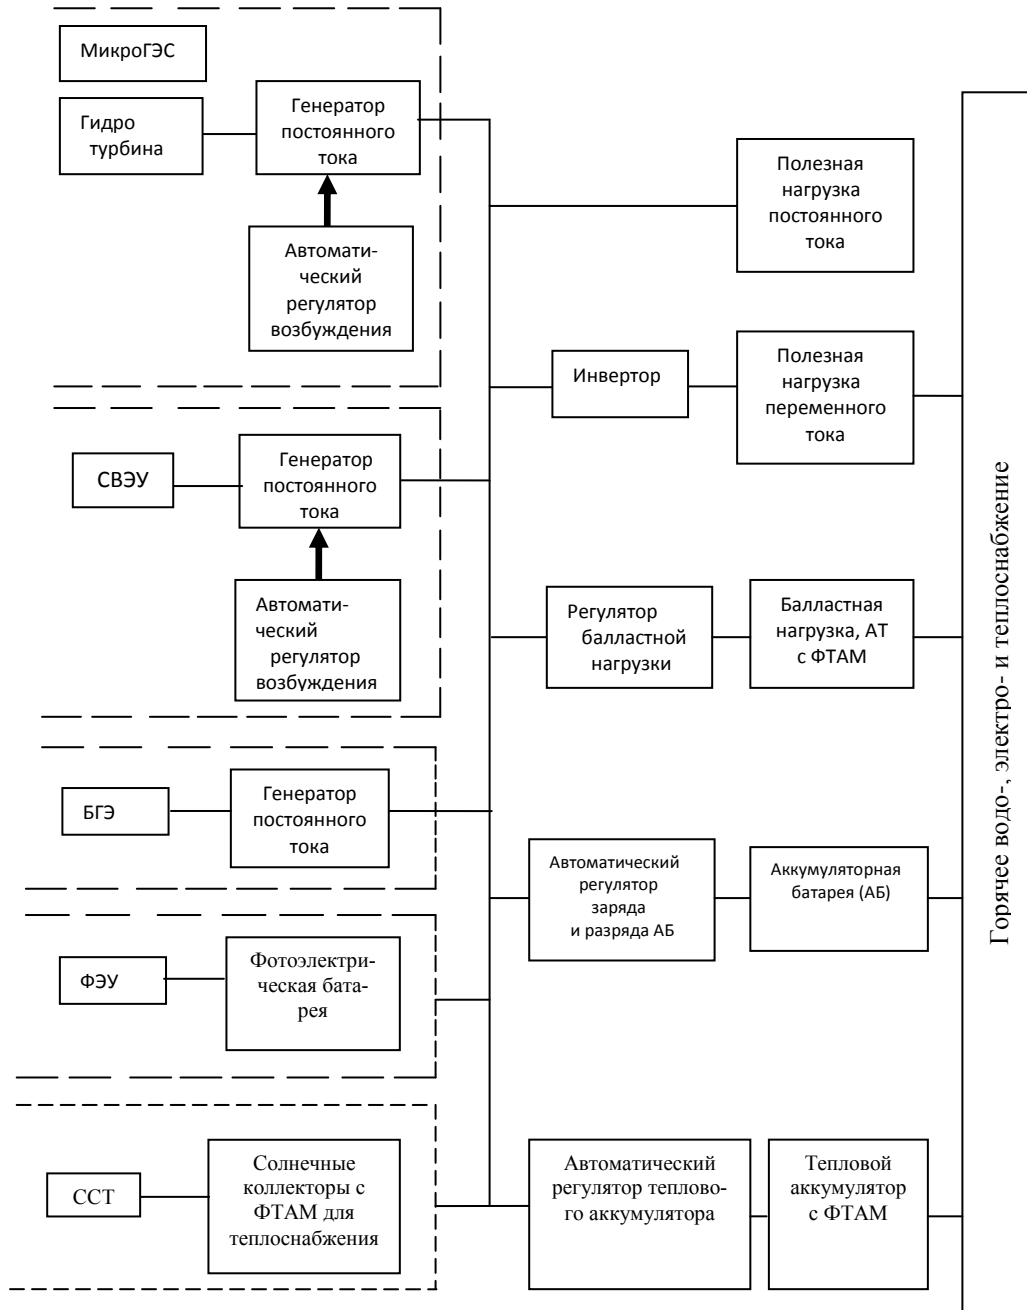 МикроГЭС
Гидро
турбина
Генератор
постоянного
тока
Автомати-
ческий
регулятор
возбуждения
СВЭУ
Генератор
постоянного
тока
Автомати-
ческий
регулятор
возбуждения
БГЭ
Генератор
постоянного
тока
ФЭУ
Фотоэлектри-
ческая бата-
рея
ССТ
Солнечные
коллекторы с
ФТАМ для
теплоснабжения
Полезная
нагрузка
постоянного
тока
Инвертор
Полезная
нагрузка
переменного
тока
Регулятор
балластной
нагрузки
Балластная
нагрузка, АТ
с ФТАМ
Автоматический
регулятор
заряда
и разряда АБ
Аккумуляторная
батарея (АБ)
Автоматический
регулятор теплово-
го аккумулятора
Тепловой
аккумулятор
с ФТАМ
Горячее водо-, электро- и теплоснабжение